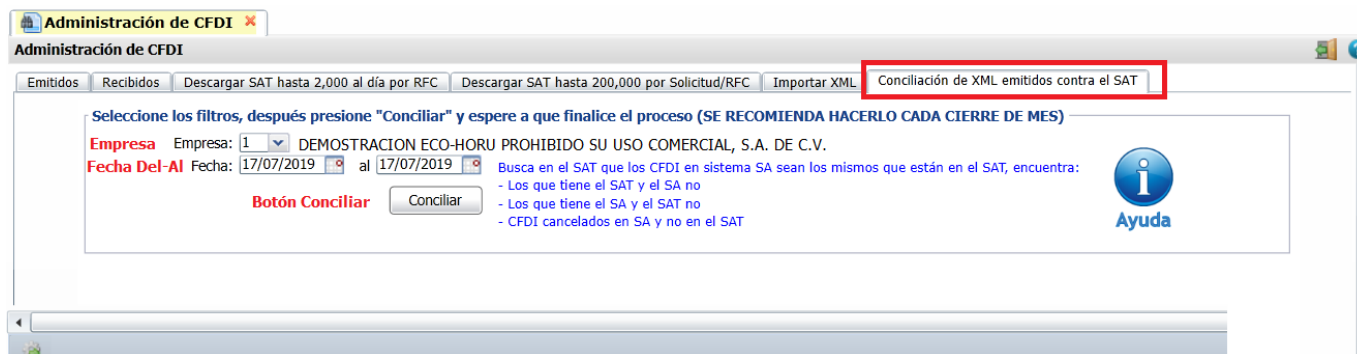 Administración de CFDI
Administración de CFDI
Emitidos Recibidos Descargar SAT hasta 2,000 al día por RFC Descargar SAT hasta 200,000 por Solicitud/RFC Importar XML Conciliación de XML emitidos contra el SAT
Seleccione los filtros, después presione "Conciliar" y espere a que finalice el proceso (SE RECOMIENDA HACERLO CADA CIERRE DE MES)
Empresa Empresa: 1 DEMOSTRACION ECO-HORU PROHIBIDO SU USO COMERCIAL, S.A. DE C.V.
Fecha Del-Al Fecha: 17/07/2019 al 17/07/2019
Busca en el SAT que los CFDI en sistema SA sean los mismos que están en el SAT, encuentra:
- Los que tiene el SAT y el SA no
Botón Conciliar Conciliar
- Los que tiene el SA y el SAT no
- CFDI cancelados en SA y no en el SAT
Ayuda